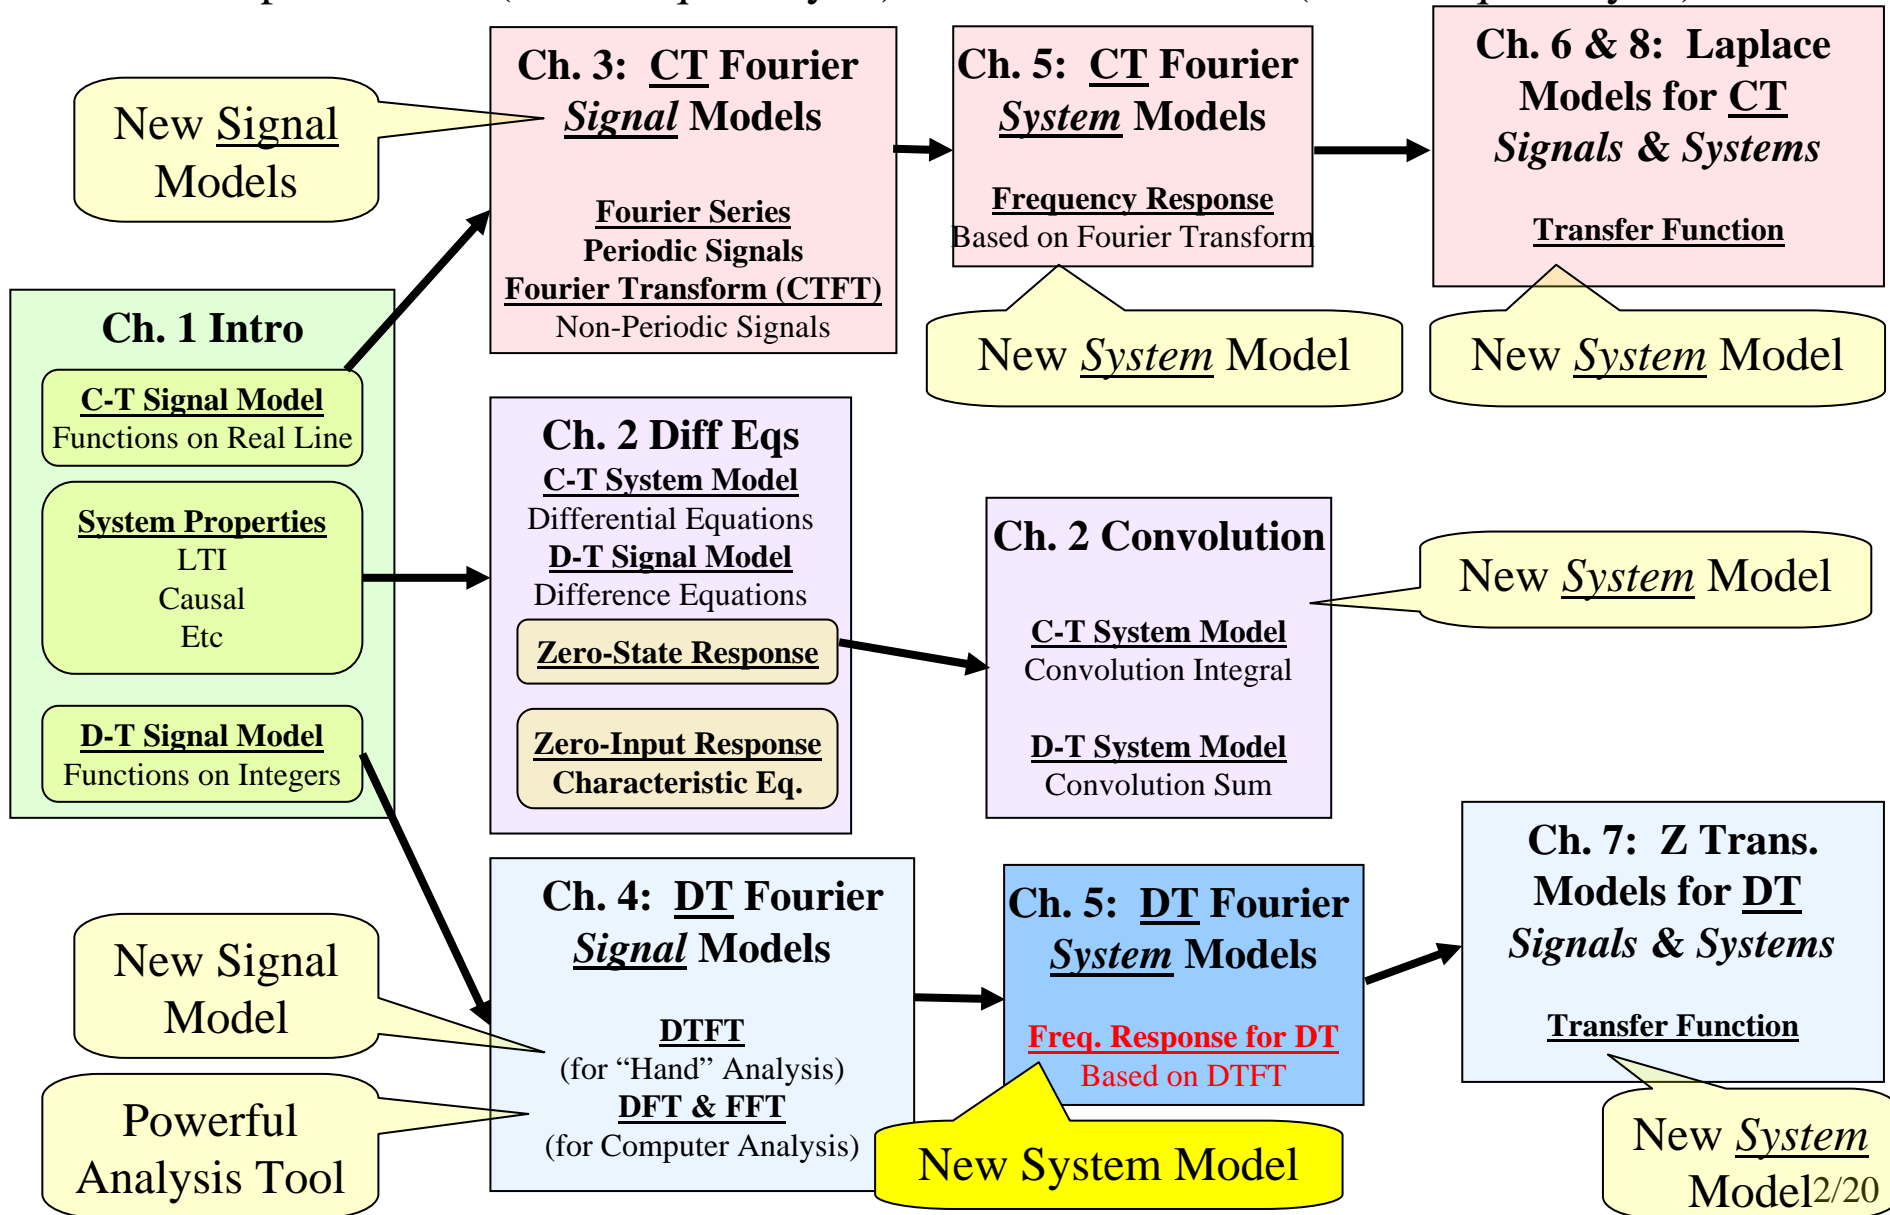 Ch. 3: CT Fourier
Signal Models
Fourier Series
Periodic Signals
Fourier Transform (CTFT)
Non-Periodic Signals
New Signal
Models
Ch. 5: CT Fourier
System Models
Frequency Response
Based on Fourier Transform
New System Model
Ch. 6 & 8: Laplace
Models for CT
Signals & Systems
Transfer Function
New System Model
Ch. 1 Intro
C-T Signal Model
Functions on Real Line
System Properties
LTI
Causal
Etc
D-T Signal Model
Functions on Integers
Ch. 2 Diff Eqs
C-T System Model
Differential Equations
D-T Signal Model
Difference Equations
Zero-State Response
Zero-Input Response
Characteristic Eq.
Ch. 2 Convolution
C-T System Model
Convolution Integral
D-T System Model
Convolution Sum
New System Model
Ch. 4: DT Fourier
Signal Models
DTFT
(for “Hand” Analysis)
DFT & FFT
(for Computer Analysis)
New Signal
Model
Powerful
Analysis Tool
Ch. 5: DT Fourier
System Models
Freq. Response for DT
Based on DTFT
New System Model
Ch. 7: Z Trans.
Models for DT
Signals & Systems
Transfer Function
New System
Model
2/20